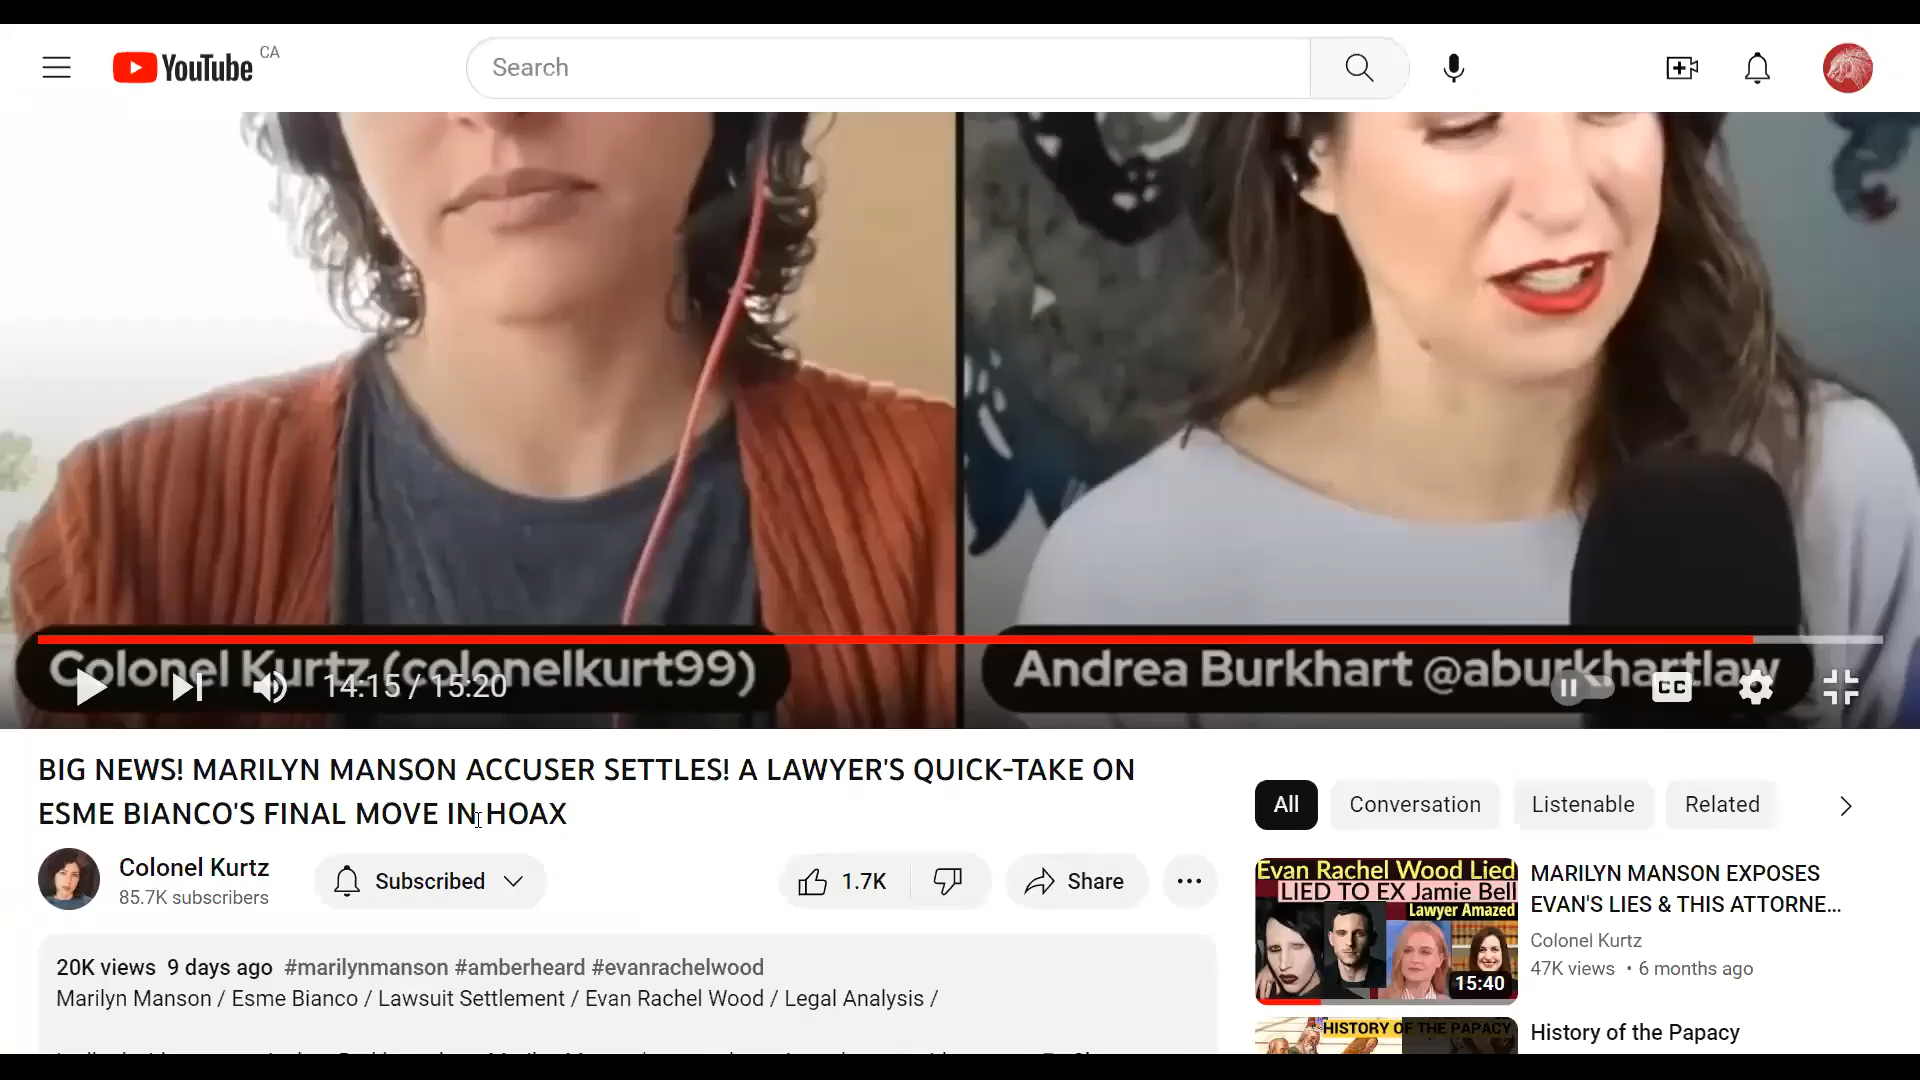 YouTube CA
Search
Colonel Kurtz (colonelkurt99)
Andrea Burkhart @aburkhartlaw
14:15 / 15:20
CC
BIG NEWS! MARILYN MANSON ACCUSER SETTLES! A LAWYER'S QUICK-TAKE ON
ESME BIANCO'S FINAL MOVE IN HOAX
Colonel Kurtz
85.7K subscribers
Subscribed
1.7K
Share
20K views 9 days ago #marilynmanson #amberheard #evanrachelwood
Marilyn Manson / Esme Bianco / Lawsuit Settlement / Evan Rachel Wood / Legal Analysis /
All
Conversation
Listenable
Related
Evan Rachel Wood Lied
LIED TO EX Jamie Bell
Lawyer Amazed
15:40
MARILYN MANSON EXPOSES
EVAN'S LIES & THIS ATTORNE...
Colonel Kurtz
47K views • 6 months ago
HISTORY OF THE PAPACY
History of the Papacy